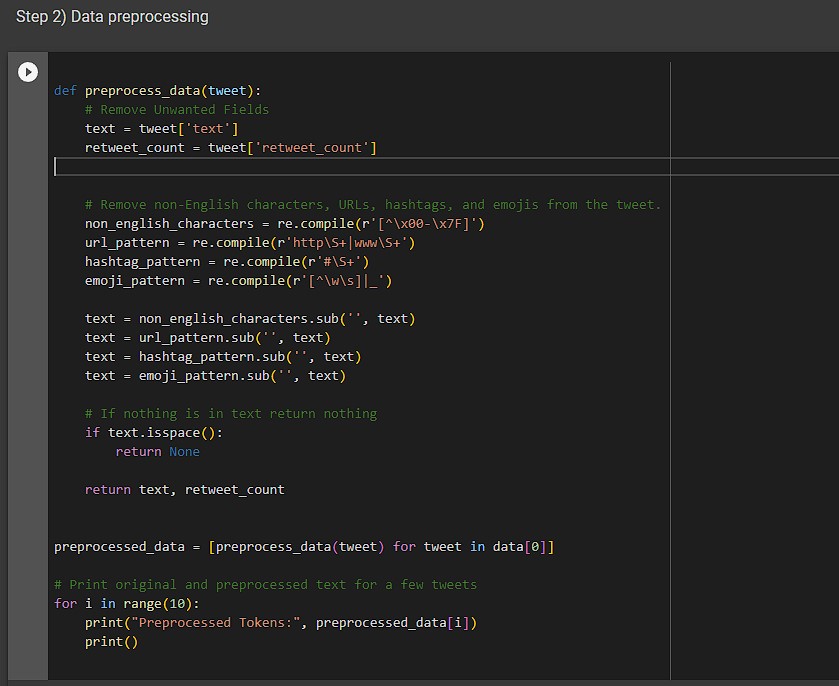 Step 2) Data preprocessing
def preprocess_data(tweet):
    # Remove Unwanted Fields
    text = tweet['text']
    retweet_count = tweet['retweet_count']
    # Remove non-English characters, URLs, hashtags, and emojis from the tweet.
    non_english_characters = re.compile(r'[^\x00-\x7F]')
    url_pattern = re.compile(r'http\S+|www\S+')
    hashtag_pattern = re.compile(r'#\S+')
    emoji_pattern = re.compile(r'[^\w\s]|_')
    text = non_english_characters.sub('', text)
    text = url_pattern.sub('', text)
    text = hashtag_pattern.sub('', text)
    text = emoji_pattern.sub('', text)
    # If nothing is in text return nothing
    if text.isspace():
        return None
    return text, retweet_count
preprocessed_data = [preprocess_data(tweet) for tweet in data[0]]
# Print original and preprocessed text for a few tweets
for i in range(10):
    print("Preprocessed Tokens:", preprocessed_data[i])
    print()